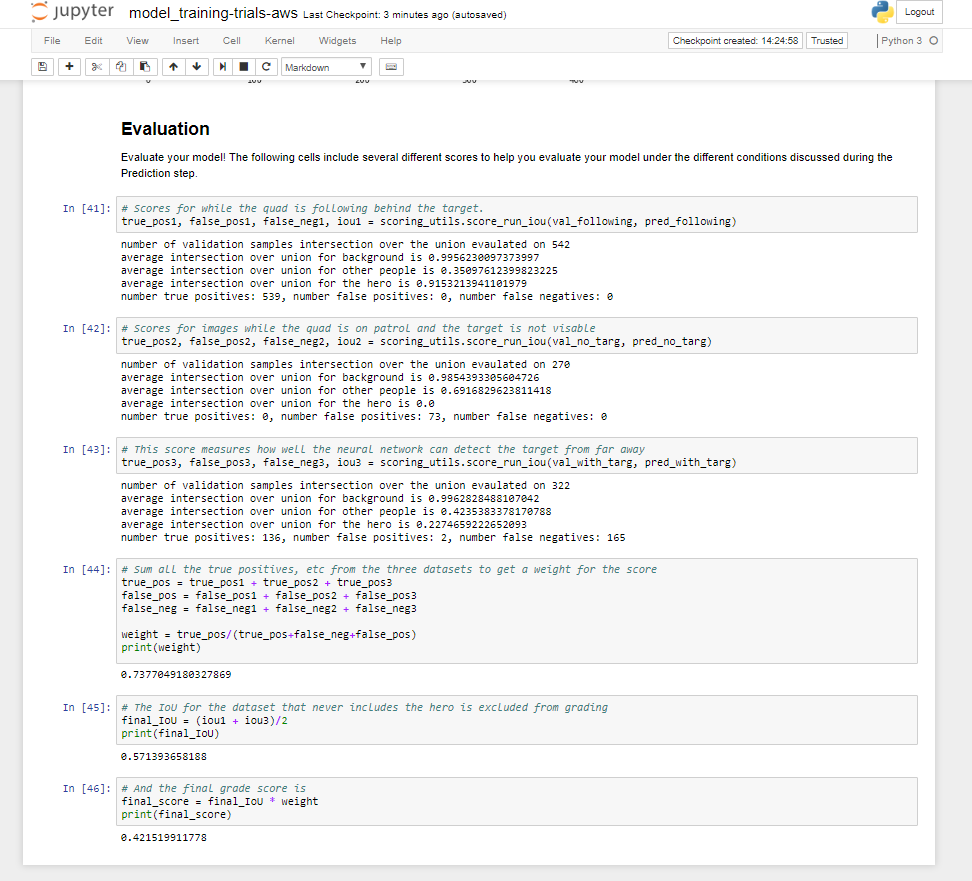 jupyter model_training-trials-aws Last Checkpoint: 3 minutes ago (autosaved) Logout
File Edit View Insert Cell Kernel Widgets Help Checkpoint created: 14:24:58 Trusted Python 3
Markdown
Evaluation
Evaluate your model! The following cells include several different scores to help you evaluate your model under the different conditions discussed during the
Prediction step.
In [41]: # Scores for while the quad is following behind the target.
true_pos1, false_pos1, false_neg1, iou1 = scoring_utils.score_run_iou(val_following, pred_following)
number of validation samples intersection over the union evaulated on 542
average intersection over union for background is 0.9956230097373997
average intersection over union for other people is 0.35097612399823225
average intersection over union for the hero is 0.9153213941101979
number true positives: 539, number false positives: 0, number false negatives: 0
In [42]: # Scores for images while the quad is on patrol and the target is not visable
true_pos2, false_pos2, false_neg2, iou2 = scoring_utils.score_run_iou(val_no_targ, pred_no_targ)
number of validation samples intersection over the union evaulated on 270
average intersection over union for background is 0.9854393305604726
average intersection over union for other people is 0.6916829623811418
average intersection over union for the hero is 0.0
number true positives: 0, number false positives: 73, number false negatives: 0
In [43]: # This score measures how well the neural network can detect the target from far away
true_pos3, false_pos3, false_neg3, iou3 = scoring_utils.score_run_iou(val_with_targ, pred_with_targ)
number of validation samples intersection over the union evaulated on 322
average intersection over union for background is 0.9962828488107042
average intersection over union for other people is 0.4235383378170788
average intersection over union for the hero is 0.2274659222652093
number true positives: 136, number false positives: 2, number false negatives: 165
In [44]: # Sum all the true positives, etc from the three datasets to get a weight for the score
true_pos = true_pos1 + true_pos2 + true_pos3
false_pos = false_pos1 + false_pos2 + false_pos3
false_neg = false_neg1 + false_neg2 + false_neg3
weight = true_pos/(true_pos+false_neg+false_pos)
print(weight)
0.7377049180327869
In [45]: # The IoU for the dataset that never includes the hero is excluded from grading
final_IoU = (iou1 + iou3)/2
print(final_IoU)
0.571393658188
In [46]: # And the final grade score is
final_score = final_IoU * weight
print(final_score)
0.421519911778